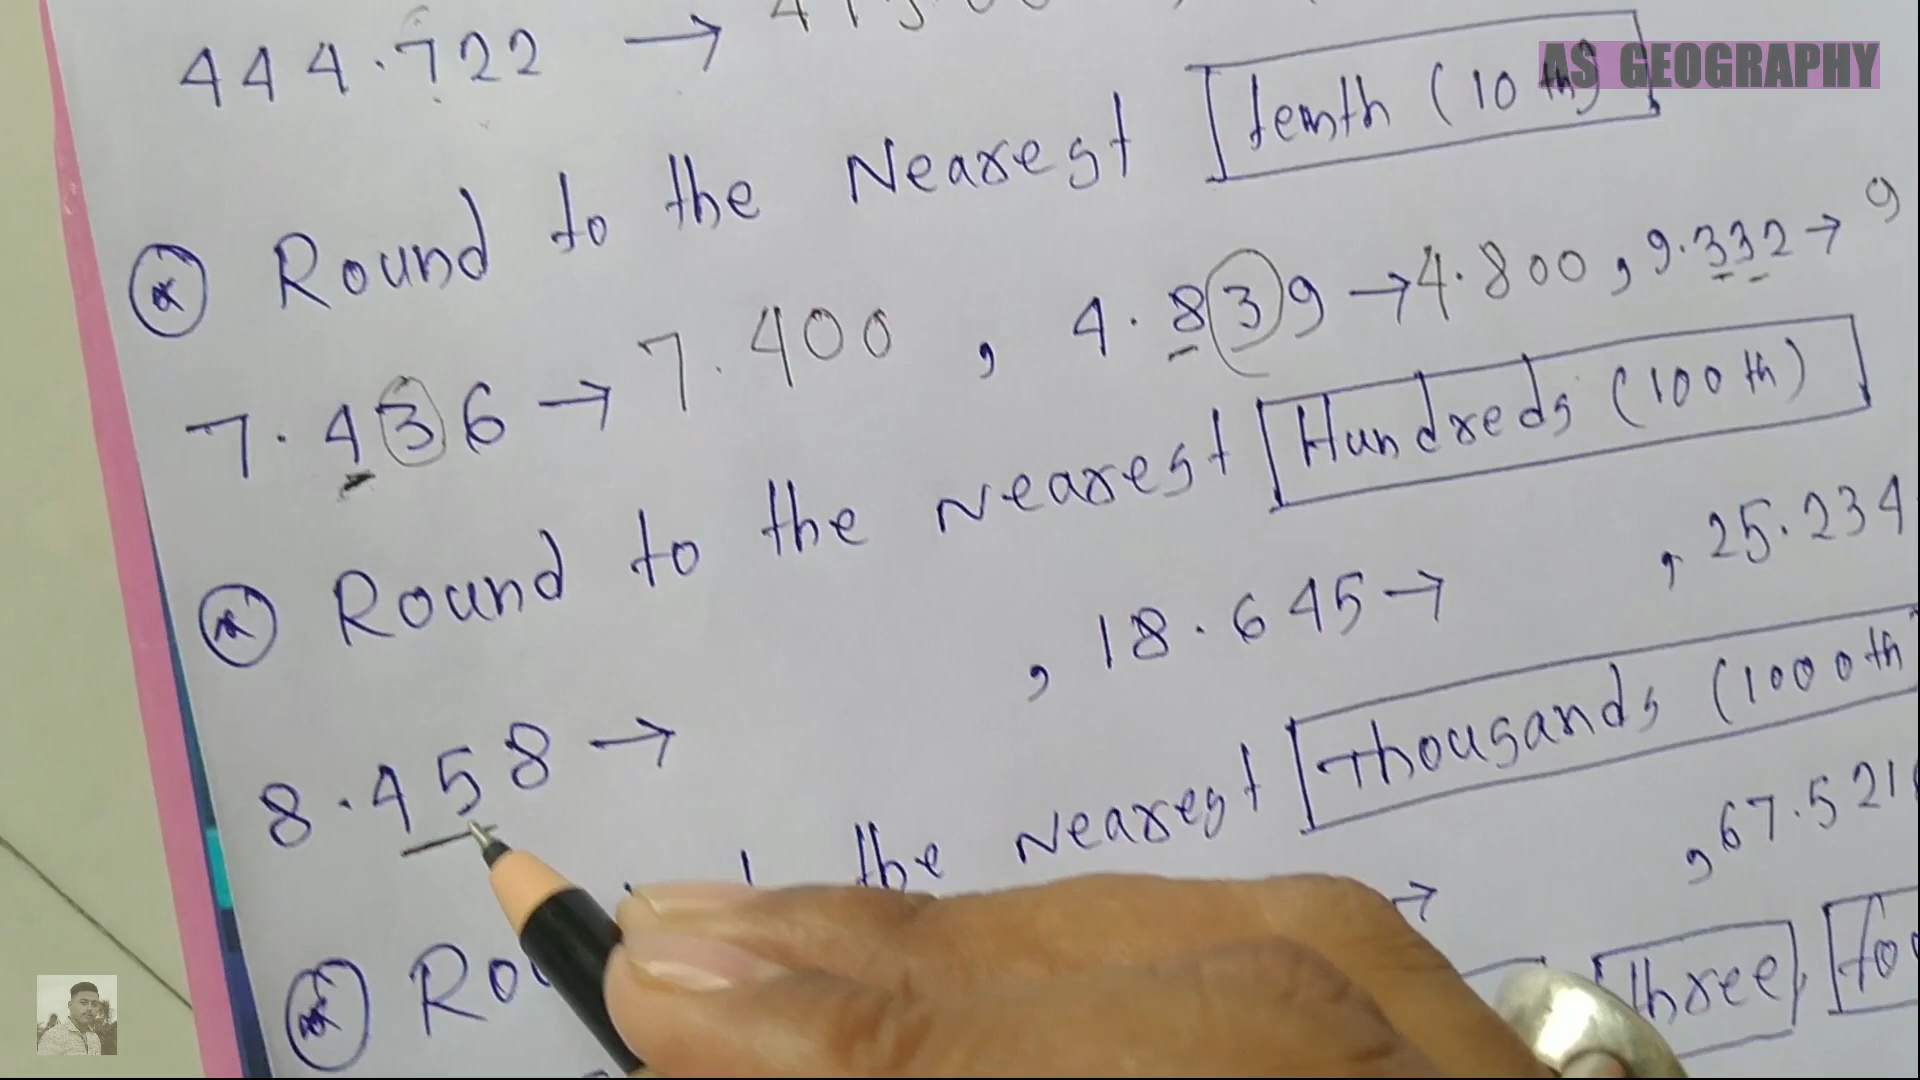 444.722 →
AS GEOGRAPHY
Round to the Nearest tenth (10 th)
7.436 → 7.400 , 4.839 → 4.800 , 9.332 → 9
Round to the nearest Hundreds (100 th)
8.458 → , 18.645 → , 25.234
the nearest Thousands (1000th
→ , 67.521
three,